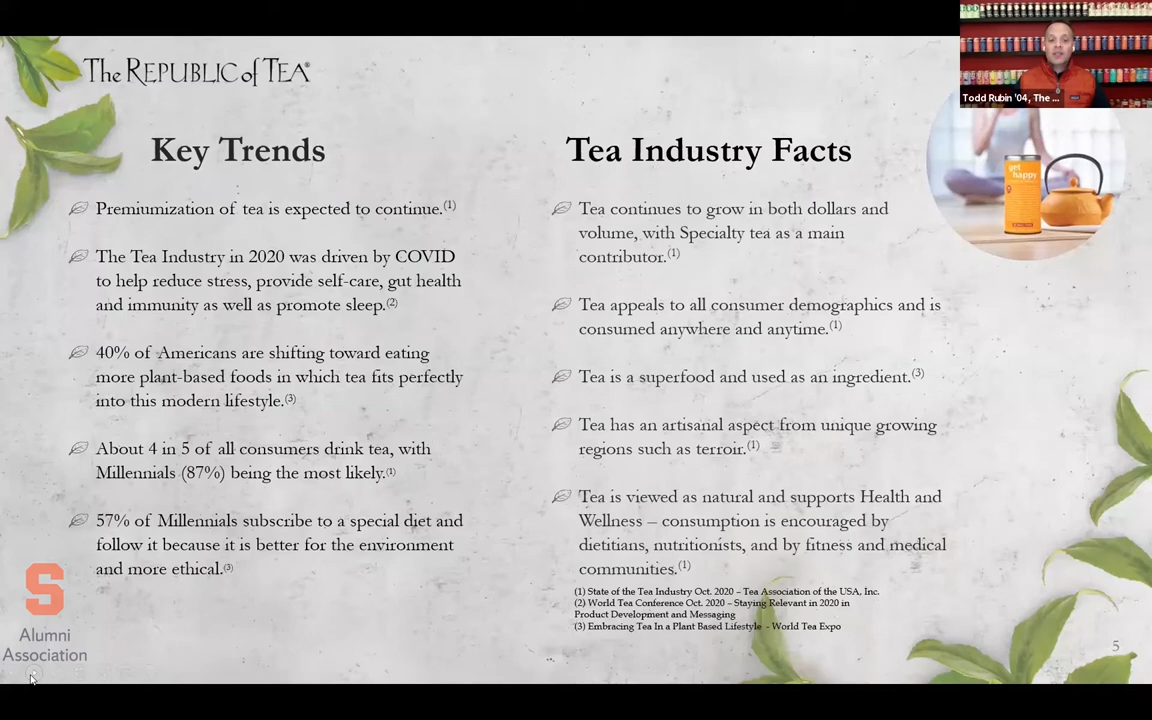 The REPUBLIC of TEA®
Todd Rubin '04, The ...
Key Trends
Premiumization of tea is expected to continue.(1)
The Tea Industry in 2020 was driven by COVID
to help reduce stress, provide self-care, gut health
and immunity as well as promote sleep.(2)
40% of Americans are shifting toward eating
more plant-based foods in which tea fits perfectly
into this modern lifestyle.(3)
About 4 in 5 of all consumers drink tea, with
Millennials (87%) being the most likely.(1)
57% of Millennials subscribe to a special diet and
follow it because it is better for the environment
and more ethical.(3)
Tea Industry Facts
Tea continues to grow in both dollars and
volume, with Specialty tea as a main
contributor.(1)
Tea appeals to all consumer demographics and is
consumed anywhere and anytime.(1)
Tea is a superfood and used as an ingredient.(3)
Tea has an artisanal aspect from unique growing
regions such as terroir.(1)
Tea is viewed as natural and supports Health and
Wellness – consumption is encouraged by
dietitians, nutritionists, and by fitness and medical
communities.(1)
(1) State of the Tea Industry Oct. 2020 – Tea Association of the USA, Inc.
(2) World Tea Conference Oct. 2020 – Staying Relevant in 2020 in
Product Development and Messaging
(3) Embracing Tea In a Plant Based Lifestyle - World Tea Expo
get
happy
S
Alumni
Association
5